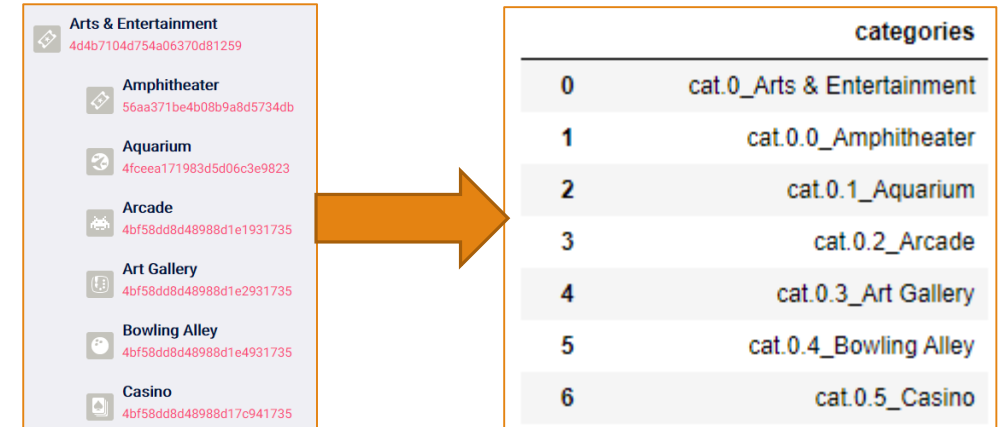 Arts & Entertainment
4d4b7104d754a06370d81259
Amphitheater
56aa371be4b08b9a8d5734db
Aquarium
4fceea171983d5d06c3e9823
Arcade
4bf58dd8d48988d1e1931735
Art Gallery
4bf58dd8d48988d1e2931735
Bowling Alley
4bf58dd8d48988d1e4931735
Casino
4bf58dd8d48988d17c941735
categories
0 cat.0_Arts & Entertainment
1 cat.0.0_Amphitheater
2 cat.0.1_Aquarium
3 cat.0.2_Arcade
4 cat.0.3_Art Gallery
5 cat.0.4_Bowling Alley
6 cat.0.5_Casino